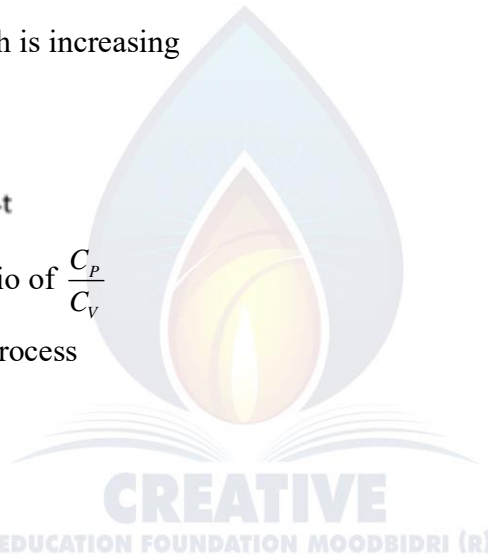 h is increasing
t
io of $\frac{C_P}{C_V}$
rocess
CREATIVE
EDUCATION FOUNDATION MOODBIDRI (R)